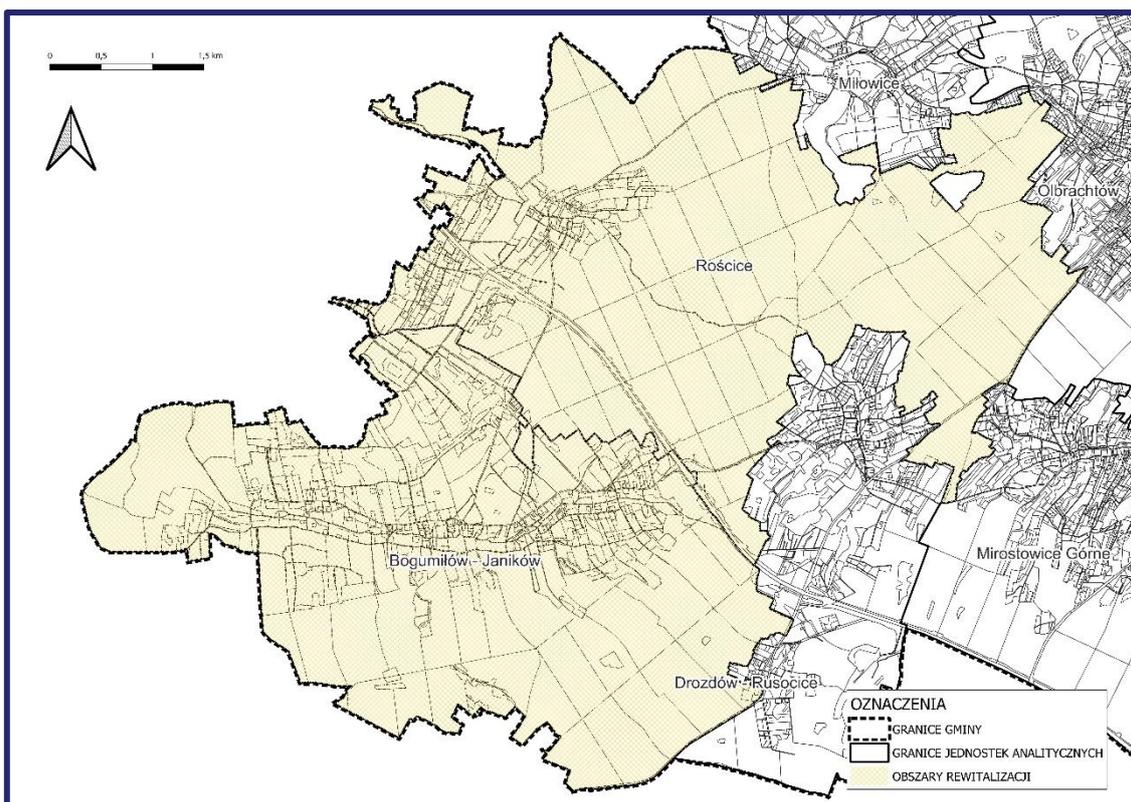 0 0,5 1 1,5 km
Miłowice
Olbrachtów
Rościce
Mirostowice Górne
Bogumiłów - Janików
Drozdów - Rusocice
OZNACZENIA
GRANICE GMINY
GRANICE JEDNOSTEK ANALITYCZNYCH
OBSZARY REWITALIZACJI